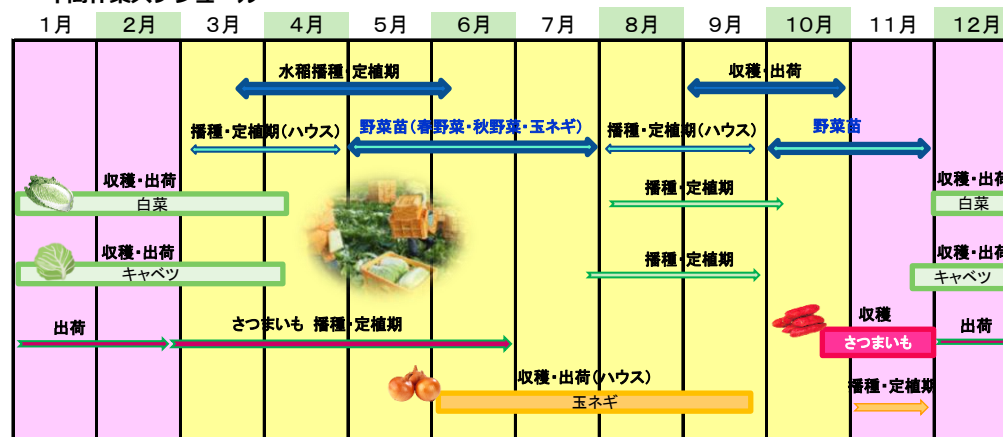 1月 2月 3月 4月 5月 6月 7月 8月 9月 10月 11月 12月
水稲播種・定植期 収穫・出荷
播種・定植期(ハウス) 野菜苗(春野菜・秋野菜・玉ネギ) 播種・定植期(ハウス) 野菜苗
収穫・出荷 播種・定植期 収穫・出荷
白菜 白菜
収穫・出荷 播種・定植期 収穫・出荷
キャベツ キャベツ
出荷 さつまいも 播種・定植期 収穫 出荷
さつまいも
収穫・出荷(ハウス) 播種・定植期
玉ネギ